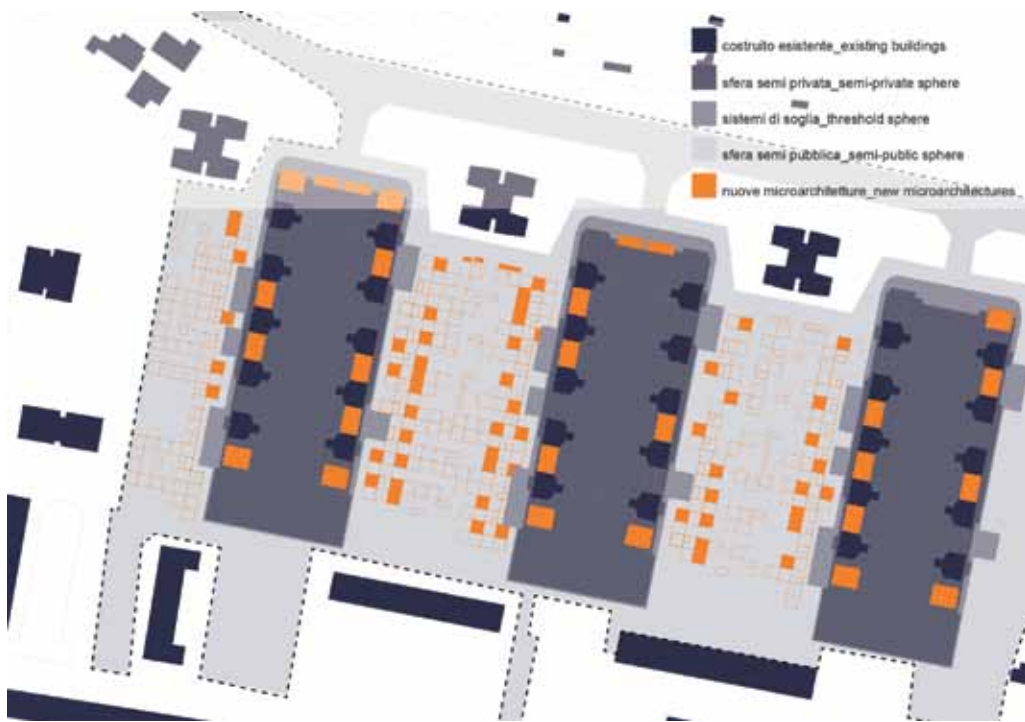 costruito esistente_existing buildings
sfera semi privata_semi-private sphere
sistemi di soglia_threshold sphere
sfera semi pubblica_semi-public sphere
nuove microarchitetture_new microarchitectures